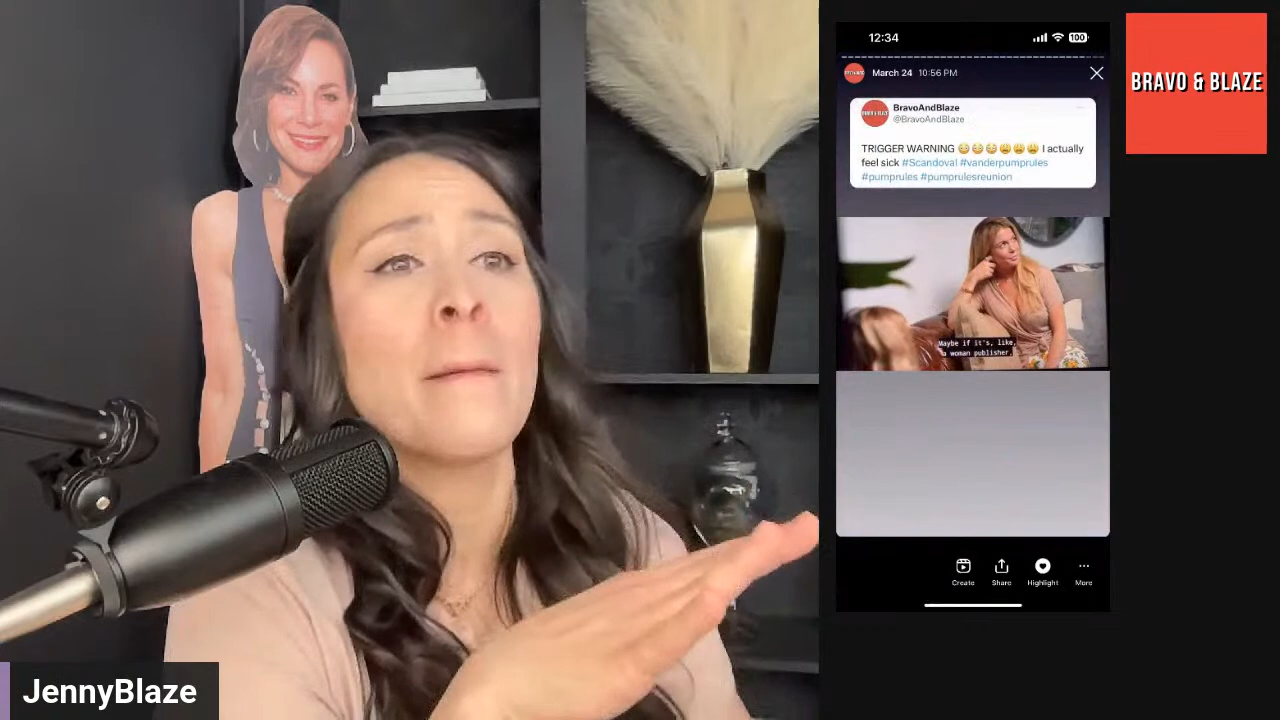 12:34
100
March 24 10:56 PM
BRAVO & BLAZE
BravoAndBlaze
@BravoAndBlaze
TRIGGER WARNING 😳😳😳😩😩😩 I actually
feel sick #Scandoval #vanderpumprules
#pumprules #pumprulesreunion
Maybe if it's, like,
a woman publisher.
Create
Share
Highlight
More
JennyBlaze